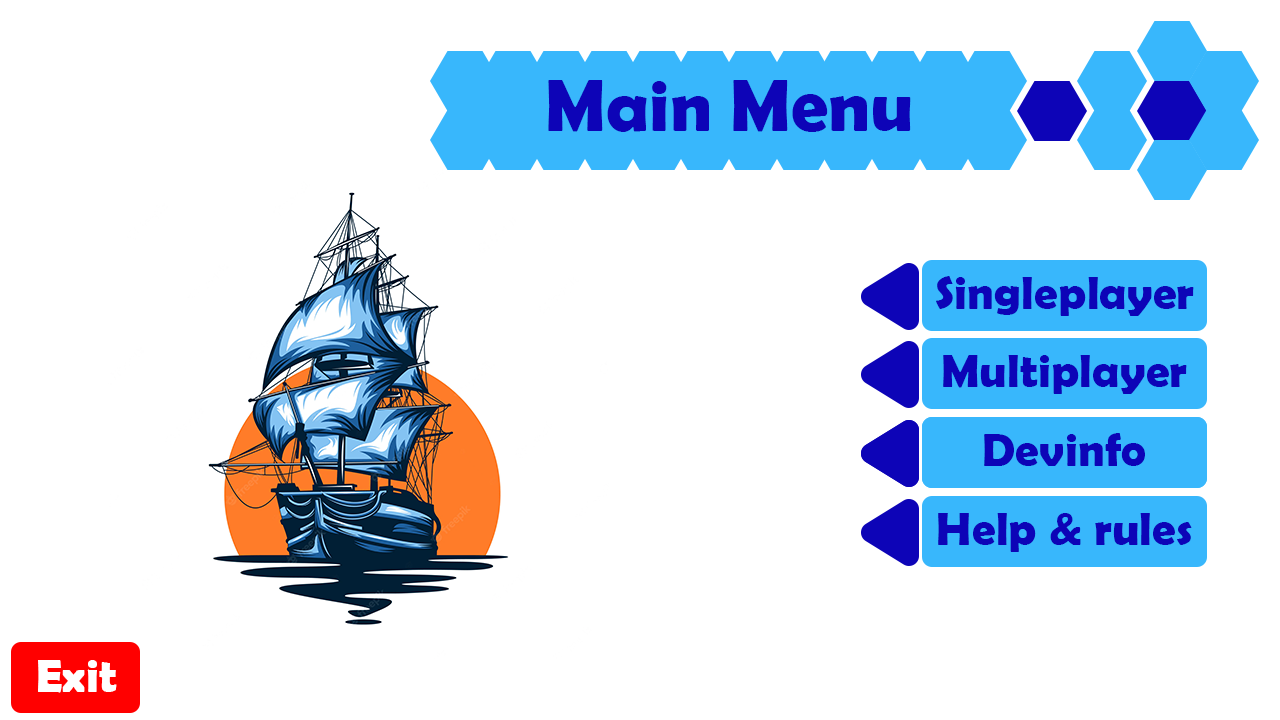 Main Menu
Singleplayer
Multiplayer
Devinfo
Help & rules
Exit